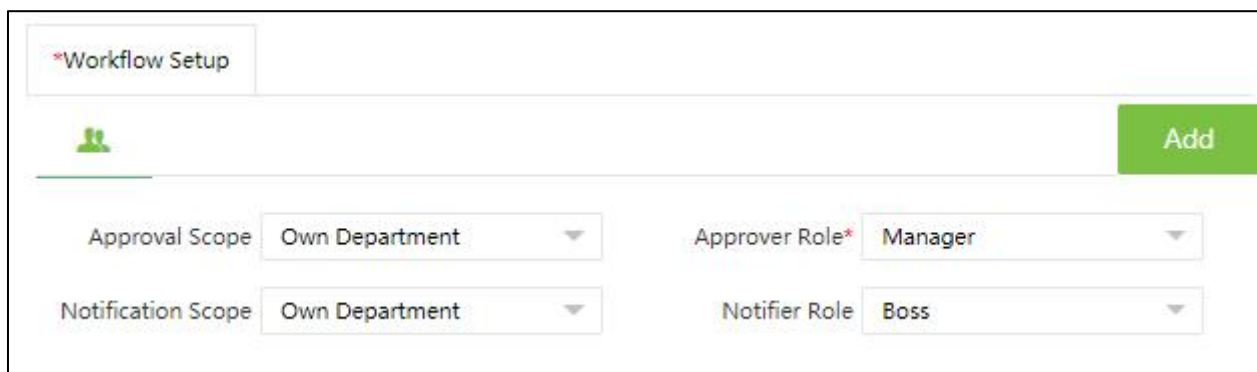 *Workflow Setup
Add
Approval Scope Own Department Approver Role* Manager
Notification Scope Own Department Notifier Role Boss